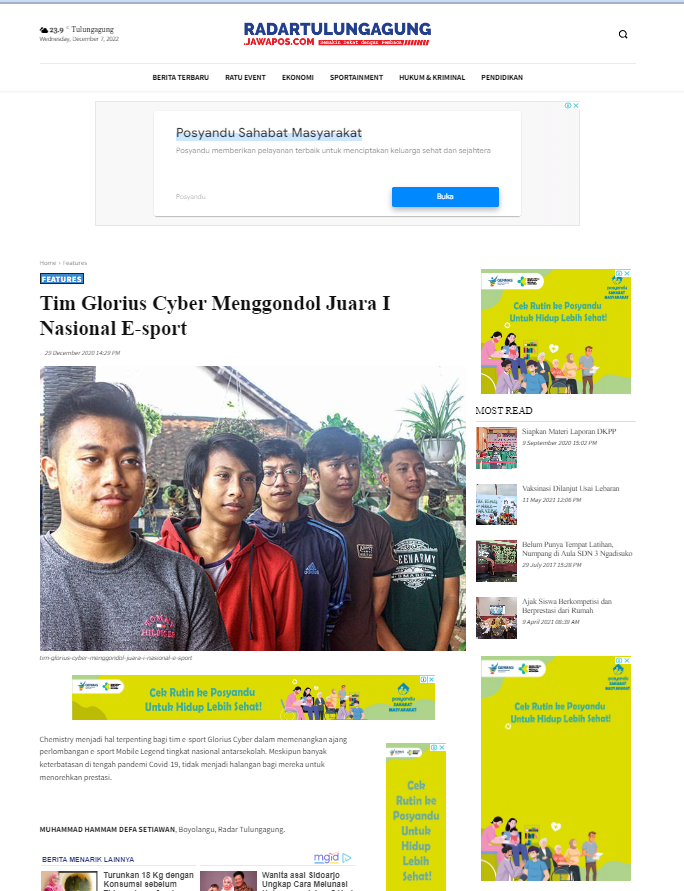 23.9 °C Tulungagung
Wednesday, December 7, 2022
RADARTULUNGAGUNG
.JAWAPOS.COM Semakin Dekat dengan Pembaca
BERITA TERBARU RATU EVENT EKONOMI SPORTAINMENT HUKUM & KRIMINAL PENDIDIKAN
Posyandu Sahabat Masyarakat
Posyandu memberikan pelayanan terbaik untuk menciptakan keluarga sehat dan sejahtera
Posyandu
Buka
Home › Features
FEATURES
Tim Glorius Cyber Menggondol Juara I
Nasional E-sport
29 December 2020 14:29 PM
tim-glorius-cyber-menggondol-juara-i-nasional-e-sport
Cek Rutin ke Posyandu
Untuk Hidup Lebih Sehat!
posyandu
SAHABAT
MASYARAKAT
Chemistry menjadi hal terpenting bagi tim e-sport Glorius Cyber dalam memenangkan ajang
perlombangan e-sport Mobile Legend tingkat nasional antarsekolah. Meskipun banyak
keterbatasan di tengah pandemi Covid-19, tidak menjadi halangan bagi mereka untuk
menorehkan prestasi.
MUHAMMAD HAMMAM DEFA SETIAWAN, Boyolangu, Radar Tulungagung.
Cek
Rutin ke
Posyandu
Untuk
Hidup
Lebih
Sehat!
BERITA MENARIK LAINNYA
mgid
Turunkan 18 Kg dengan
Konsumsi sebelum
Wanita asal Sidoarjo
Ungkap Cara Melunasi
posyandu
SAHABAT
MASYARAKAT
Cek Rutin ke Posyandu
Untuk Hidup Lebih Sehat!
MOST READ
Siapkan Materi Laporan DKPP
9 September 2020 15:02 PM
Vaksinasi Dilanjut Usai Lebaran
11 May 2021 12:06 PM
Belum Punya Tempat Latihan,
Numpang di Aula SDN 3 Ngadisuko
29 July 2017 15:28 PM
Ajak Siswa Berkompetisi dan
Berprestasi dari Rumah
9 April 2021 08:39 AM
posyandu
SAHABAT
MASYARAKAT
Cek Rutin ke Posyandu
Untuk Hidup Lebih Sehat!